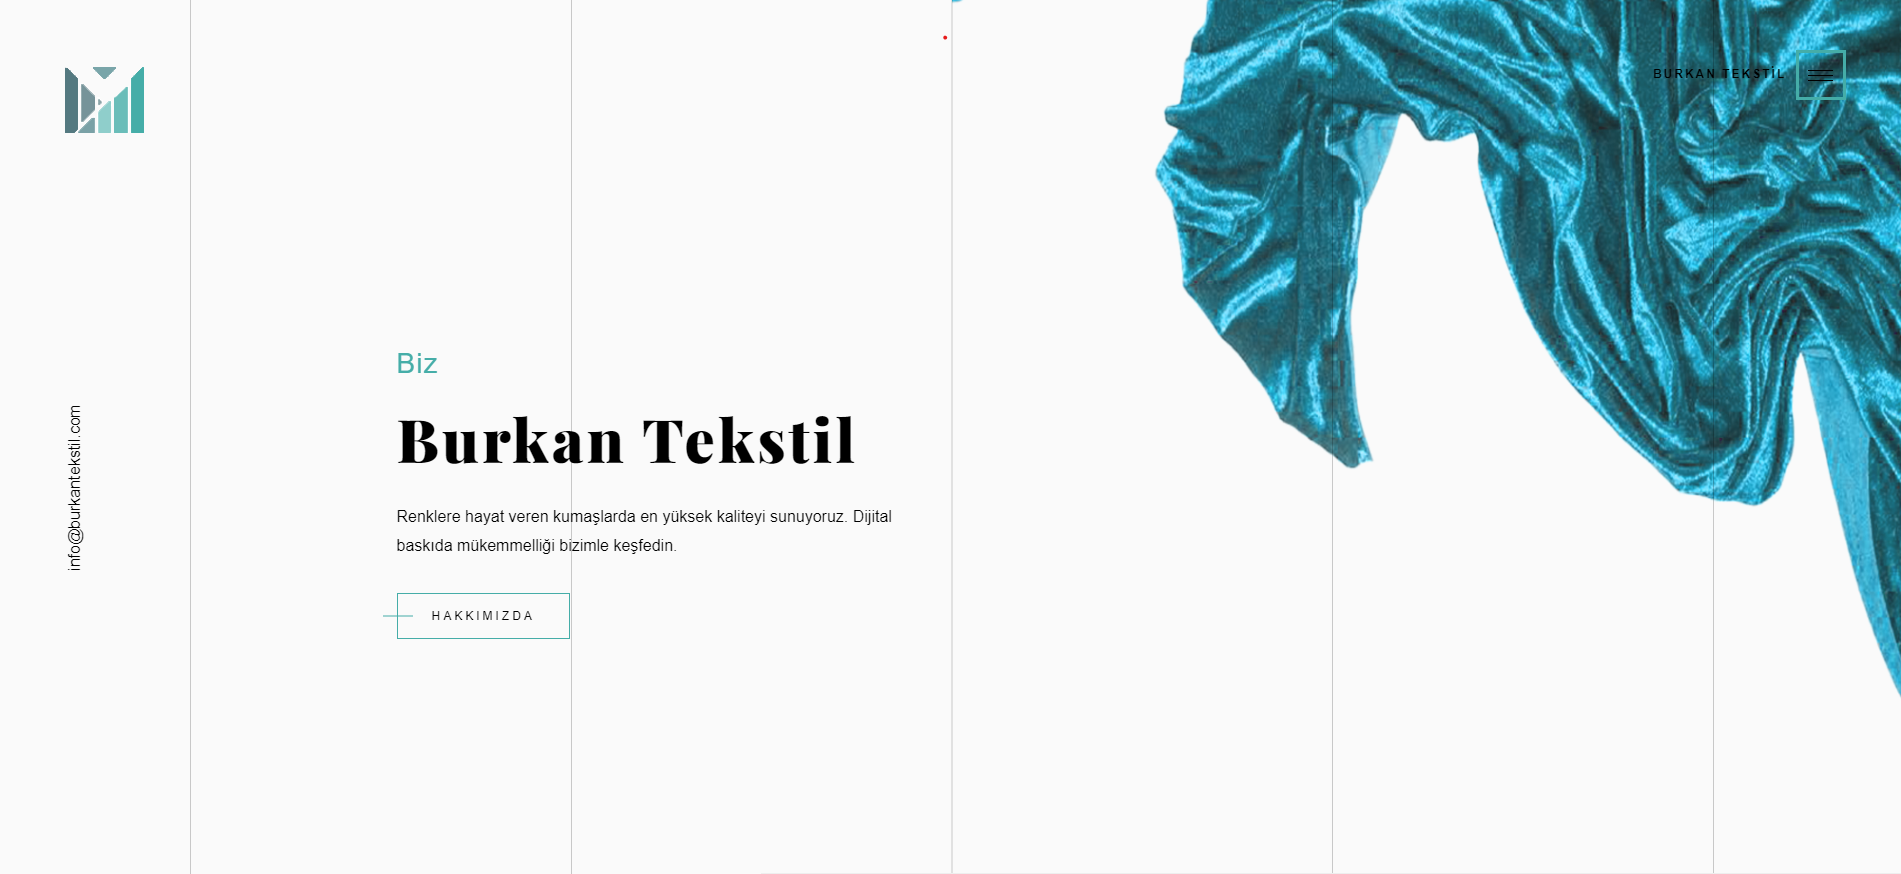 BURKAN TEKSTİL
info@burkantekstil.com
Biz
Burkan Tekstil
Renklere hayat veren kumaşlarda en yüksek kaliteyi sunuyoruz. Dijital
baskıda mükemmelliği bizimle keşfedin.
HAKKIMIZDA